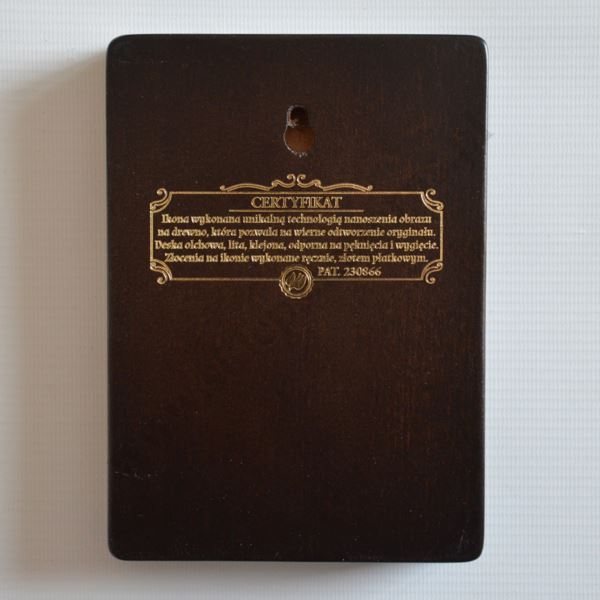 CERTYFIKAT
Ikona wykonana unikalną technologią nanoszenia obrazu
na drewno, która pozwala na wierne odtworzenie oryginału.
Deska olchowa, lita, klejona, odporna na pęknięcia i wygięcie.
Złocenia na ikonie wykonane ręcznie, złotem płatkowym.
PAT. 230866